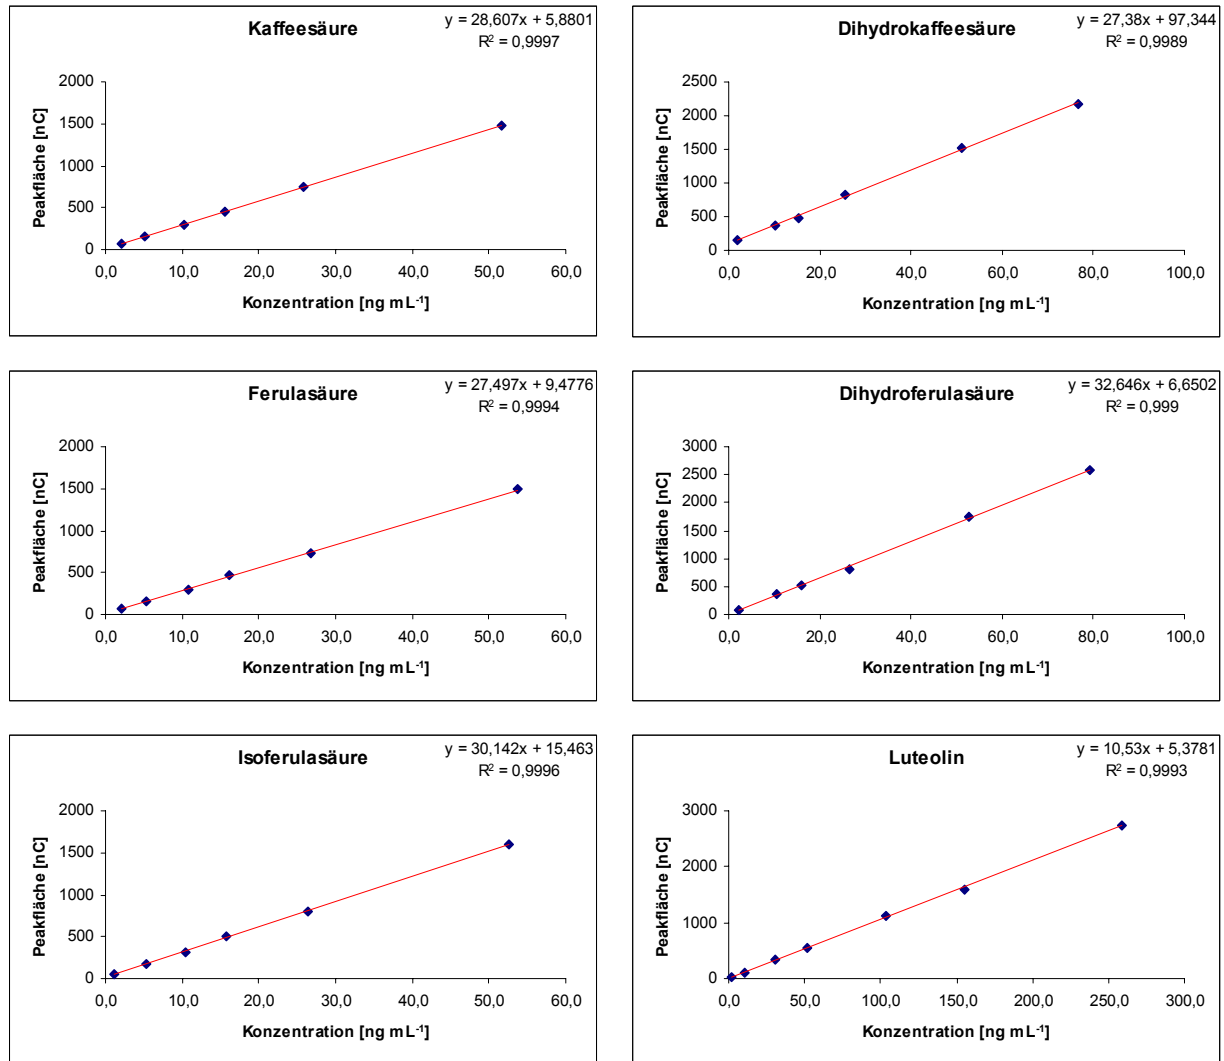 Kaffeesäure
y = 28,607x + 5,8801
R² = 0,9997
Peakfläche [nC]
2000
1500
1000
500
0
0,0 10,0 20,0 30,0 40,0 50,0 60,0
Konzentration [ng mL⁻¹]
Dihydrokaffeesäure
y = 27,38x + 97,344
R² = 0,9989
Peakfläche [nC]
2500
2000
1500
1000
500
0
0,0 20,0 40,0 60,0 80,0 100,0
Konzentration [ng mL⁻¹]
Ferulasäure
y = 27,497x + 9,4776
R² = 0,9994
Peakfläche [nC]
2000
1500
1000
500
0
0,0 10,0 20,0 30,0 40,0 50,0 60,0
Konzentration [ng mL⁻¹]
Dihydroferulasäure
y = 32,646x + 6,6502
R² = 0,999
Peakfläche [nC]
3000
2500
2000
1500
1000
500
0
0,0 20,0 40,0 60,0 80,0 100,0
Konzentration [ng mL⁻¹]
Isoferulasäure
y = 30,142x + 15,463
R² = 0,9996
Peakfläche [nC]
2000
1500
1000
500
0
0,0 10,0 20,0 30,0 40,0 50,0 60,0
Konzentration [ng mL⁻¹]
Luteolin
y = 10,53x + 5,3781
R² = 0,9993
Peakfläche [nC]
3000
2000
1000
0
0,0 50,0 100,0 150,0 200,0 250,0 300,0
Konzentration [ng mL⁻¹]